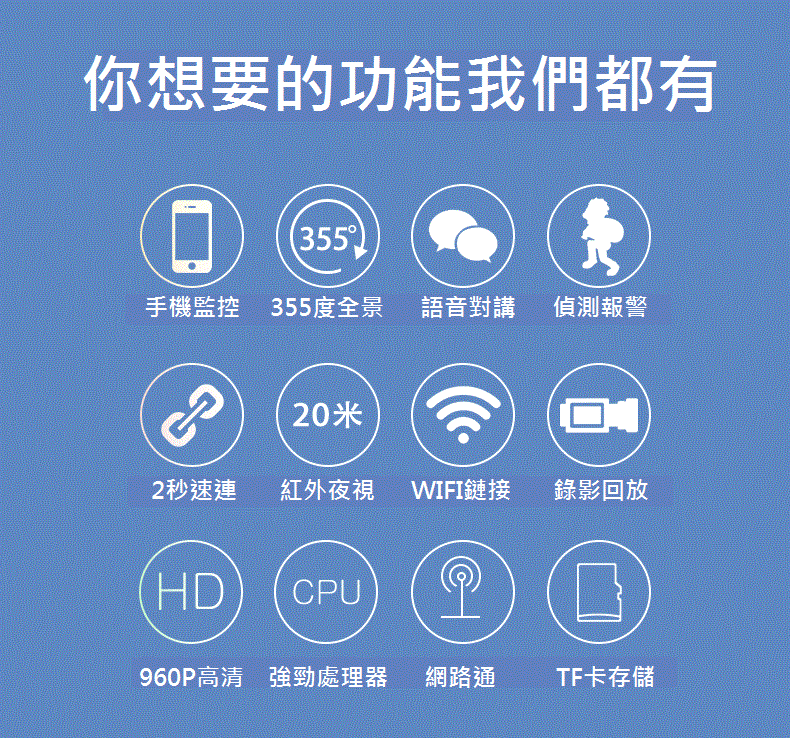 你想要的功能我們都有
355°
手機監控 355度全景 語音對講 偵測報警
20米
2秒速連 紅外夜視 WIFI鏈接 錄影回放
HD CPU
960P高清 強勁處理器 網路通 TF卡存儲